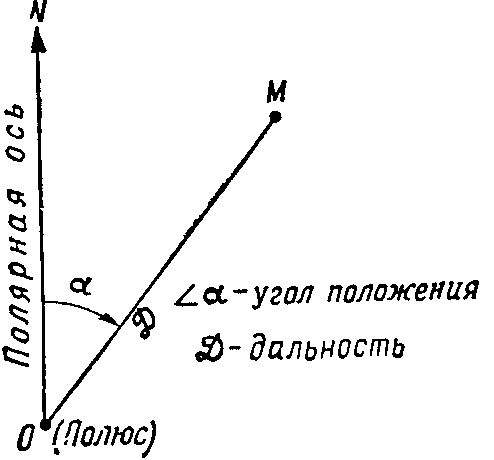 N
M
Полярная ось
α
Д
∠α-угол положения
Д-дальность
О (Полюс)